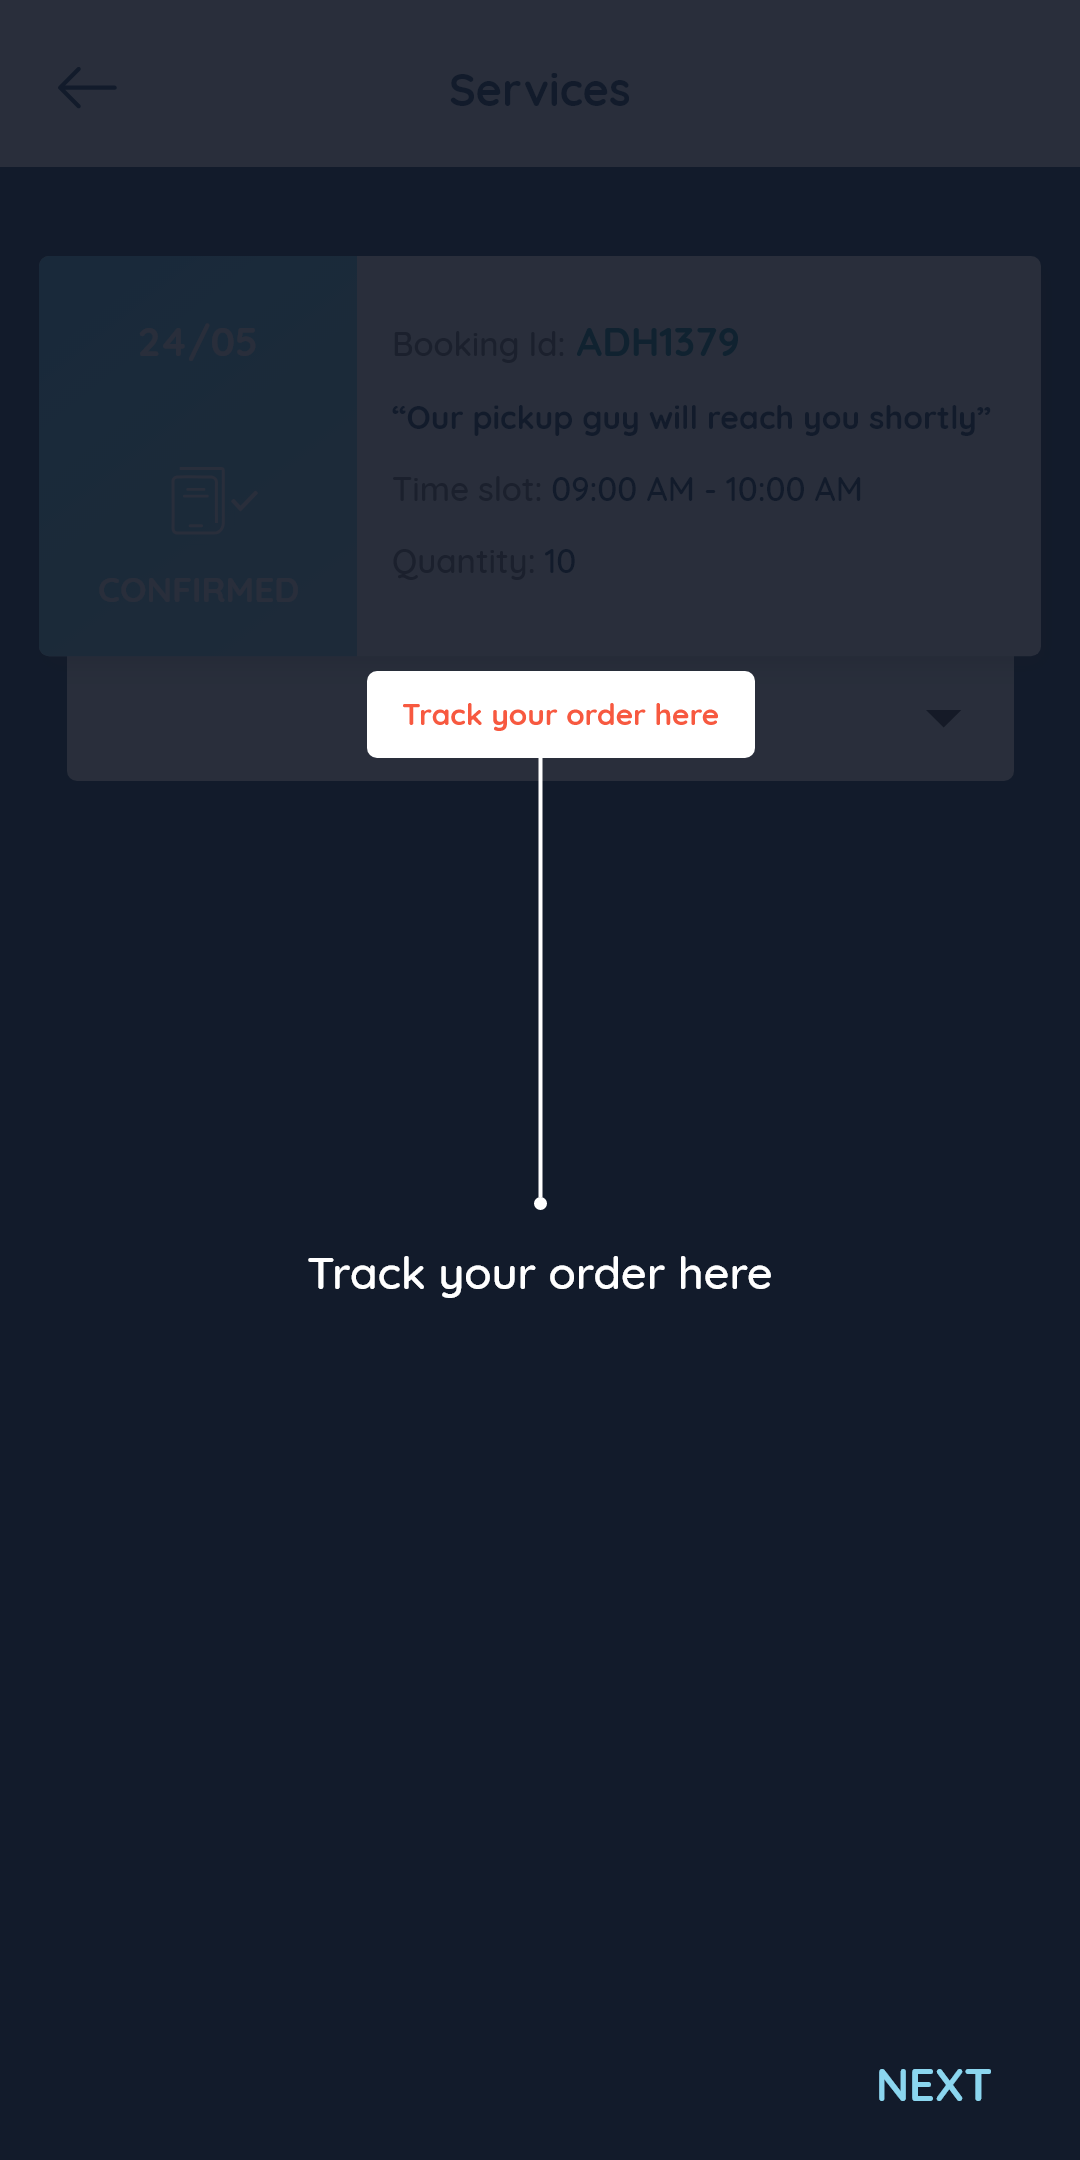 Services
24/05
CONFIRMED
Booking Id: ADH1379
“Our pickup guy will reach you shortly”
Time slot: 09:00 AM - 10:00 AM
Quantity: 10
Track your order here
Track your order here
NEXT